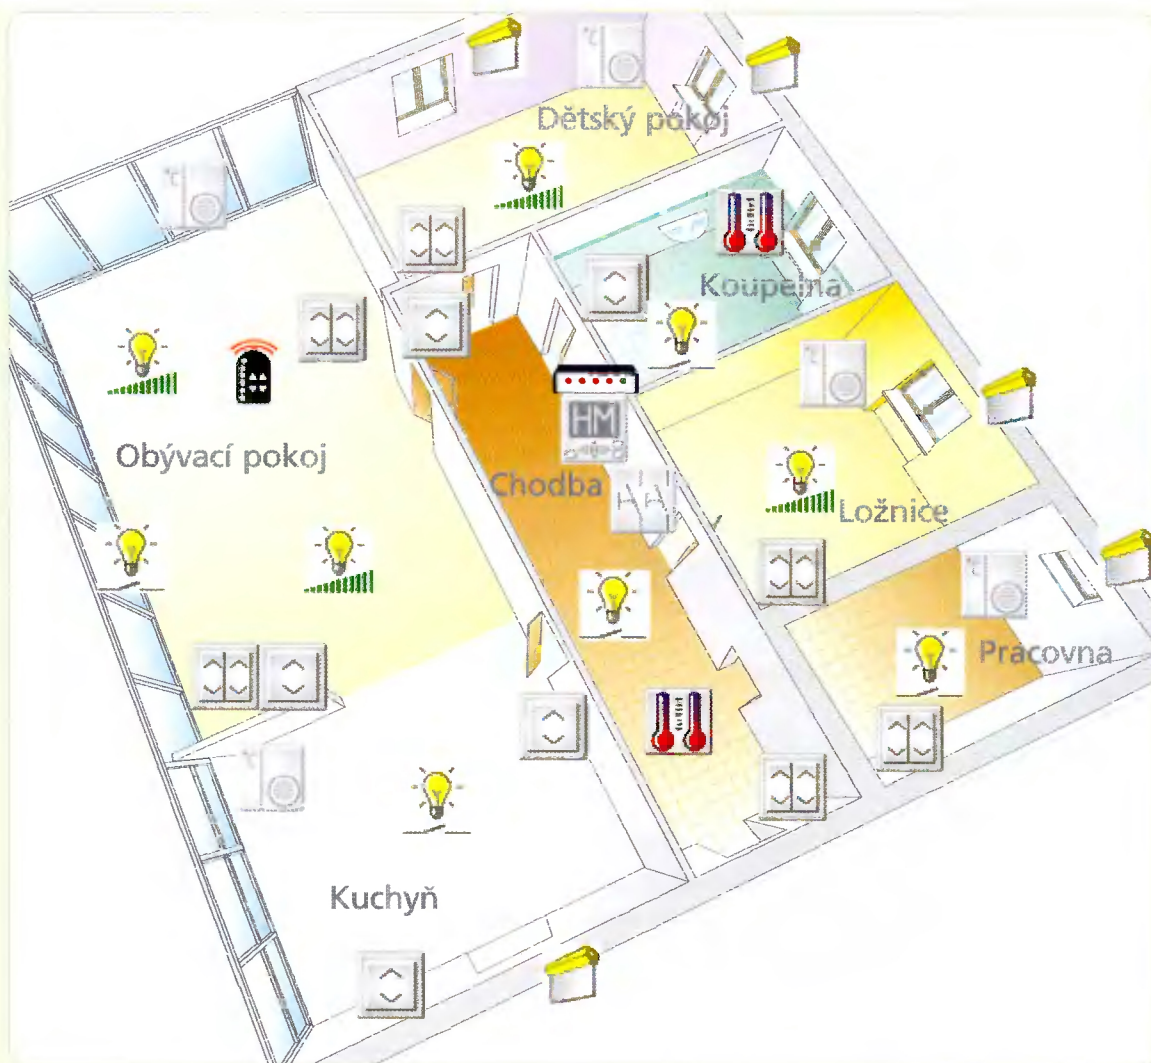 °C
Dětský pokoj
°C
Koupelna
°C
Obývací pokoj
HM
Chodba
Ložnice
°C
Pracovna
°C
Kuchyň